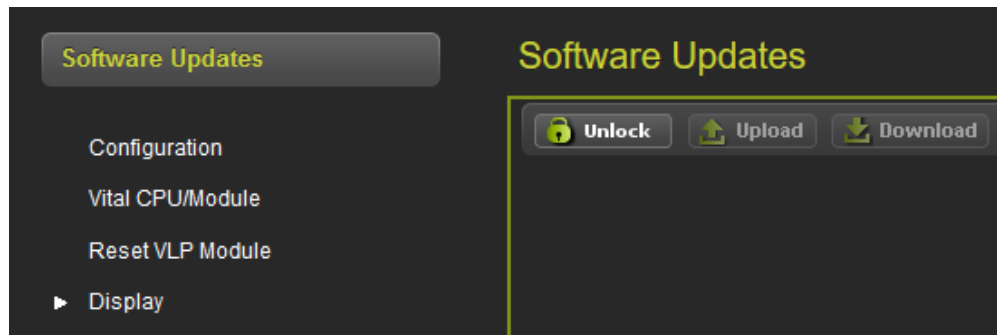 Software Updates
Configuration
Vital CPU/Module
Reset VLP Module
Display
Software Updates
Unlock Upload Download